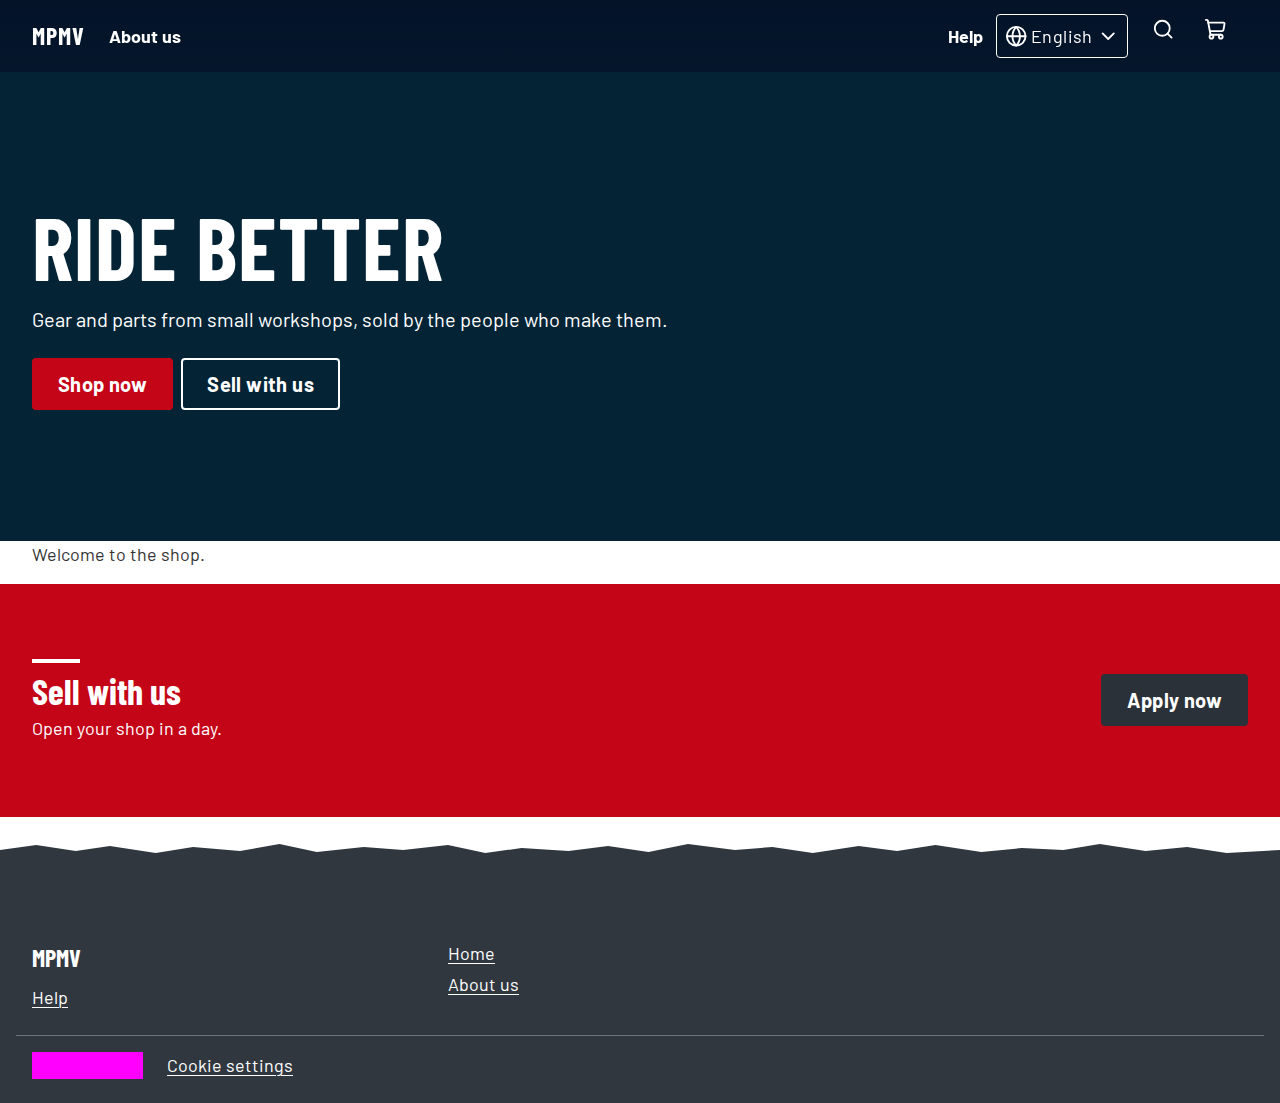 MPMV
About us
Help
English
RIDE BETTER
Gear and parts from small workshops, sold by the people who make them.
Shop now
Sell with us
Welcome to the shop.
Sell with us
Open your shop in a day.
Apply now
MPMV
Help
Home
About us
Cookie settings